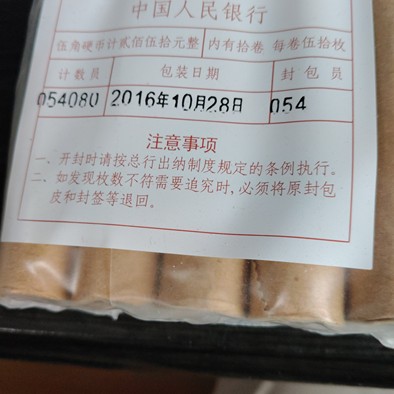 中国人民银行
伍角硬币计贰佰伍拾元整 内有拾卷 每卷伍拾枚
计数员 包装日期 封包员
054080 2016年10月28日 054
注意事项
一、开封时请按总行出纳制度规定的条例执行。
二、如发现枚数不符需要追究时,必须将原封包
皮和封签等退回。